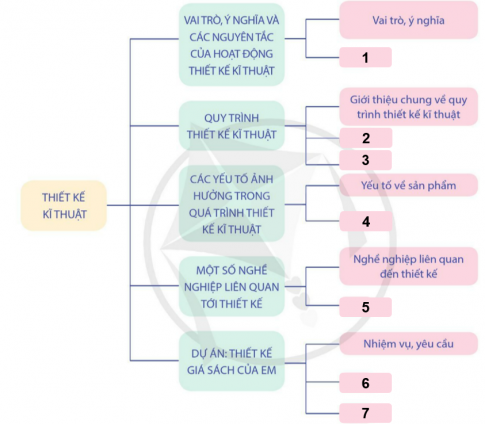 VAI TRÒ, Ý NGHĨA VÀ
CÁC NGUYÊN TẮC
CỦA HOẠT ĐỘNG
THIẾT KẾ KĨ THUẬT
Vai trò, ý nghĩa
1
QUY TRÌNH
THIẾT KẾ KĨ THUẬT
Giới thiệu chung về quy
trình thiết kế kĩ thuật
2
3
THIẾT KẾ
KĨ THUẬT
CÁC YẾU TỐ ẢNH
HƯỞNG TRONG
QUÁ TRÌNH THIẾT
KẾ KĨ THUẬT
Yếu tố về sản phẩm
4
MỘT SỐ NGHỀ
NGHIỆP LIÊN QUAN
TỚI THIẾT KẾ
Nghề nghiệp liên quan
đến thiết kế
5
DỰ ÁN: THIẾT KẾ
GIÁ SÁCH CỦA EM
Nhiệm vụ, yêu cầu
6
7